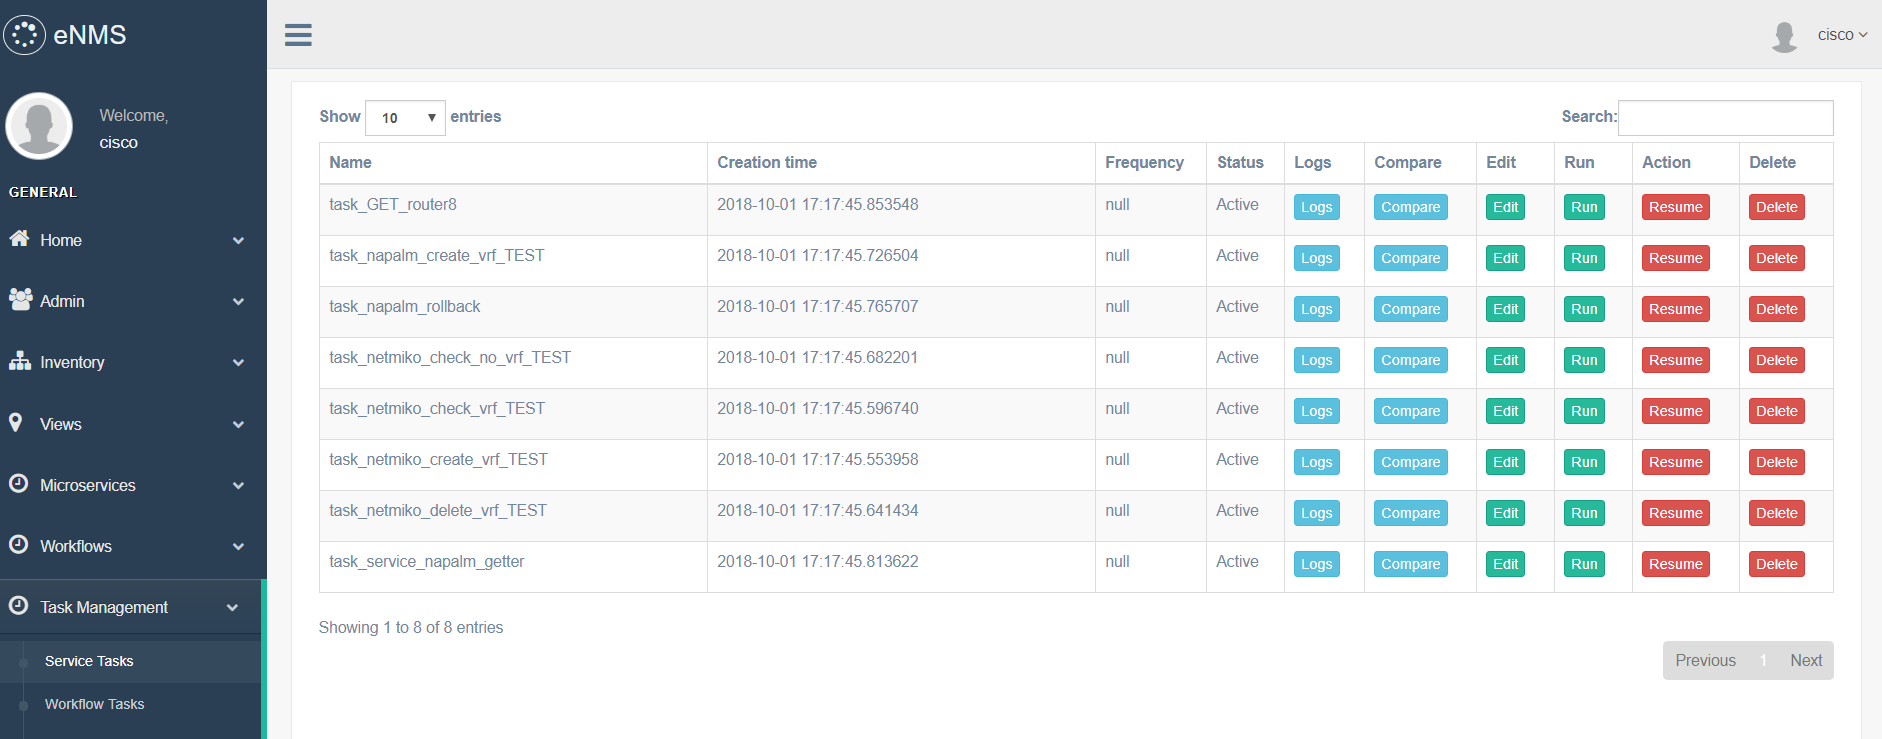 eNMS
cisco
Welcome,
cisco
GENERAL
Home
Admin
Inventory
Views
Microservices
Workflows
Task Management
Service Tasks
Workflow Tasks
Show 10 entries Search:
Name Creation time Frequency Status Logs Compare Edit Run Action Delete
task_GET_router8 2018-10-01 17:17:45.853548 null Active Logs Compare Edit Run Resume Delete
task_napalm_create_vrf_TEST 2018-10-01 17:17:45.726504 null Active Logs Compare Edit Run Resume Delete
task_napalm_rollback 2018-10-01 17:17:45.765707 null Active Logs Compare Edit Run Resume Delete
task_netmiko_check_no_vrf_TEST 2018-10-01 17:17:45.682201 null Active Logs Compare Edit Run Resume Delete
task_netmiko_check_vrf_TEST 2018-10-01 17:17:45.596740 null Active Logs Compare Edit Run Resume Delete
task_netmiko_create_vrf_TEST 2018-10-01 17:17:45.553958 null Active Logs Compare Edit Run Resume Delete
task_netmiko_delete_vrf_TEST 2018-10-01 17:17:45.641434 null Active Logs Compare Edit Run Resume Delete
task_service_napalm_getter 2018-10-01 17:17:45.813622 null Active Logs Compare Edit Run Resume Delete
Showing 1 to 8 of 8 entries
Previous 1 Next